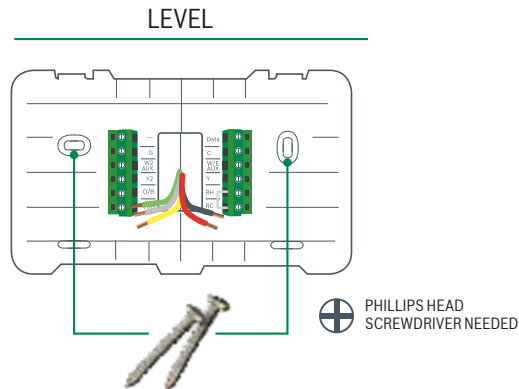 LEVEL
....
G
W2
AUX
Y2
O/B
Data
C
W/E
AUX
Y
RH
RC
PHILLIPS HEAD
SCREWDRIVER NEEDED